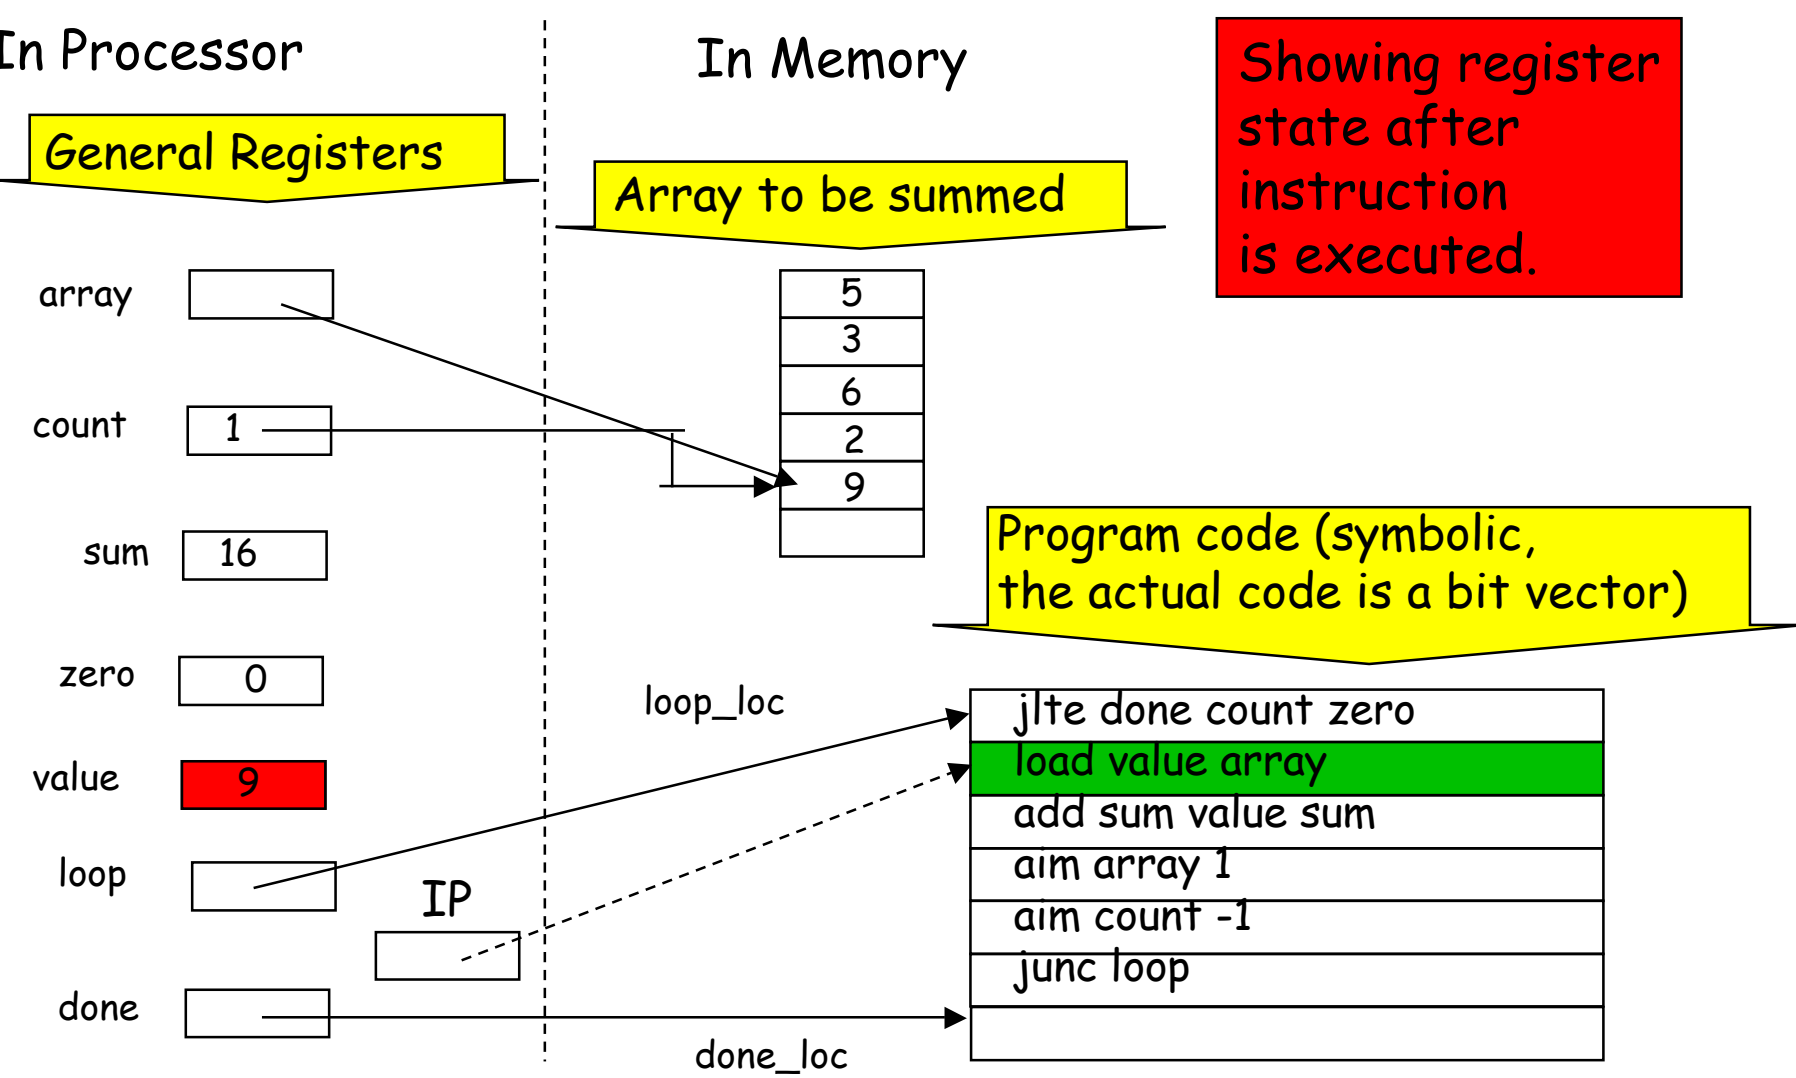 In Processor
In Memory
Showing register
state after
instruction
is executed.
General Registers
Array to be summed
array
5
3
6
2
9
count 1
sum 16
Program code (symbolic,
the actual code is a bit vector)
zero 0
loop_loc
jlte done count zero
load value array
add sum value sum
aim array 1
aim count -1
junc loop
value 9
loop
IP
done
done_loc